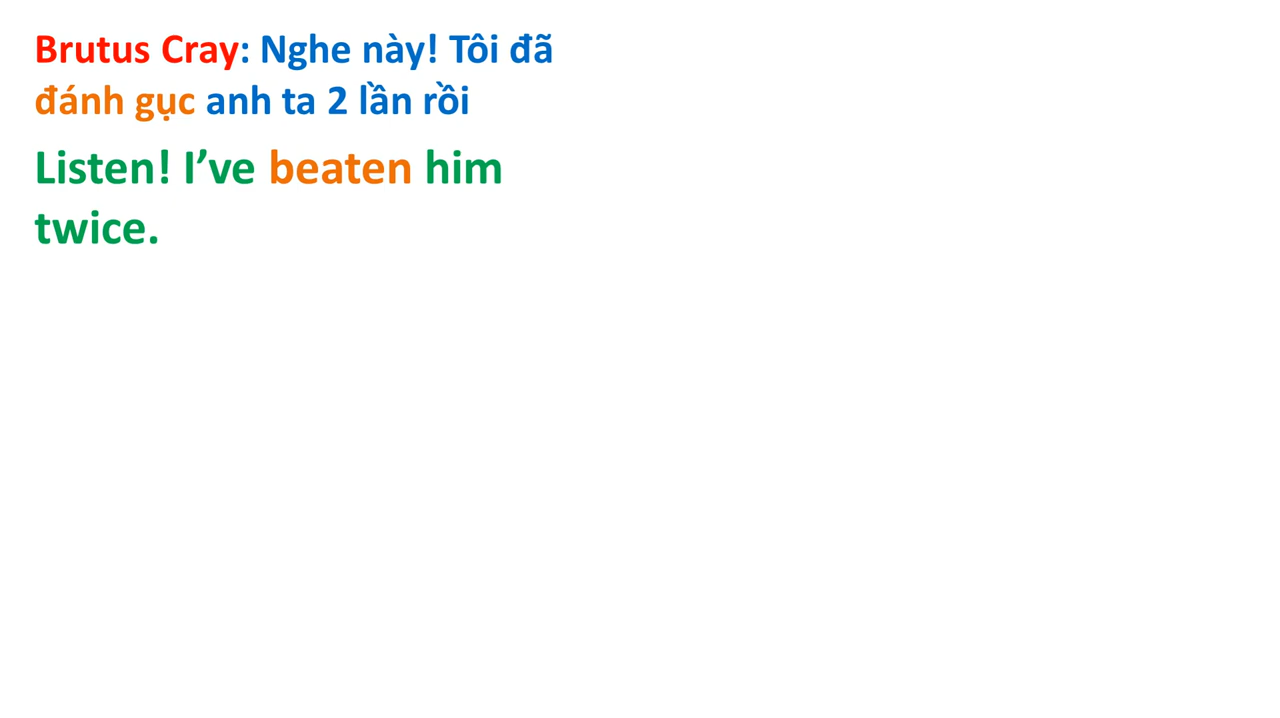 Brutus Cray: Nghe này! Tôi đã
đánh gục anh ta 2 lần rồi
Listen! I’ve beaten him
twice.